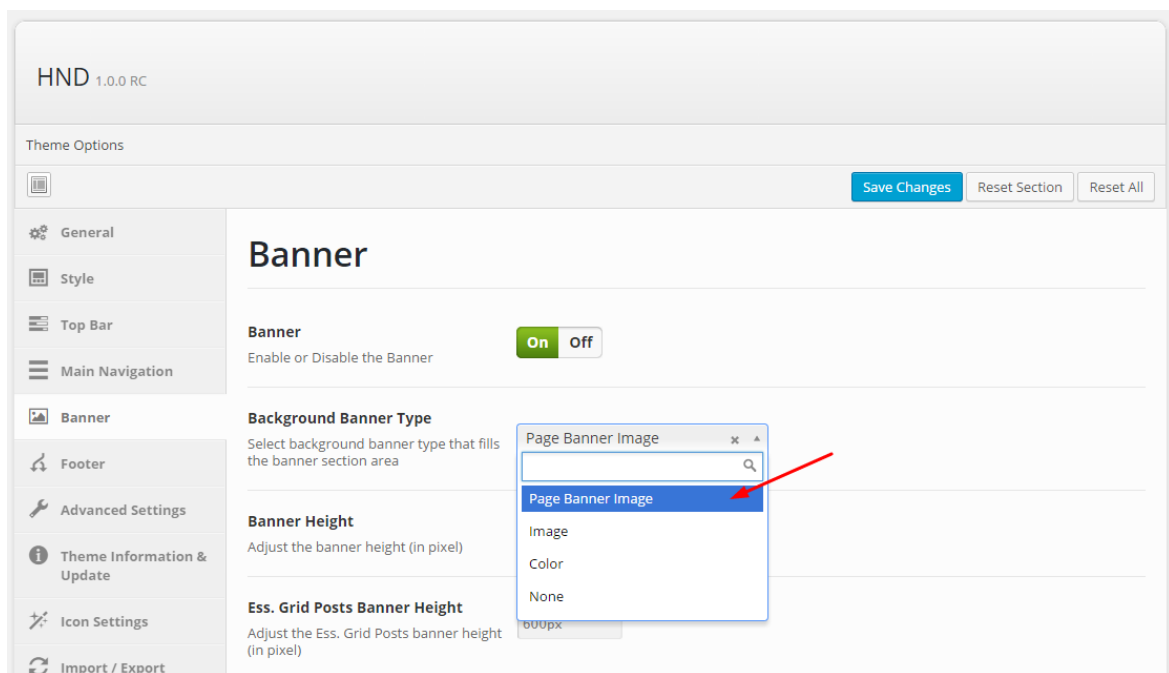 HND 1.0.0 RC
Theme Options
Save Changes
Reset Section
Reset All
General
Style
Top Bar
Main Navigation
Banner
Footer
Advanced Settings
Theme Information &
Update
Icon Settings
Import / Export
Banner
Banner
Enable or Disable the Banner
On Off
Background Banner Type
Select background banner type that fills
the banner section area
Page Banner Image
Page Banner Image
Image
Color
None
Banner Height
Adjust the banner height (in pixel)
Ess. Grid Posts Banner Height
Adjust the Ess. Grid Posts banner height
(in pixel)
600px